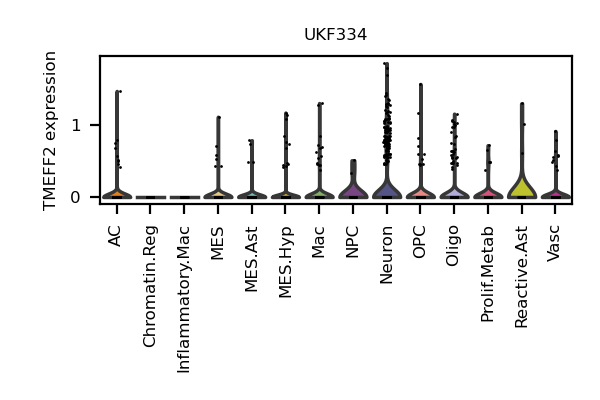 UKF334
TMEFF2 expression
1
0
AC
Chromatin.Reg
Inflammatory.Mac
MES
MES.Ast
MES.Hyp
Mac
NPC
Neuron
OPC
Oligo
Prolif.Metab
Reactive.Ast
Vasc